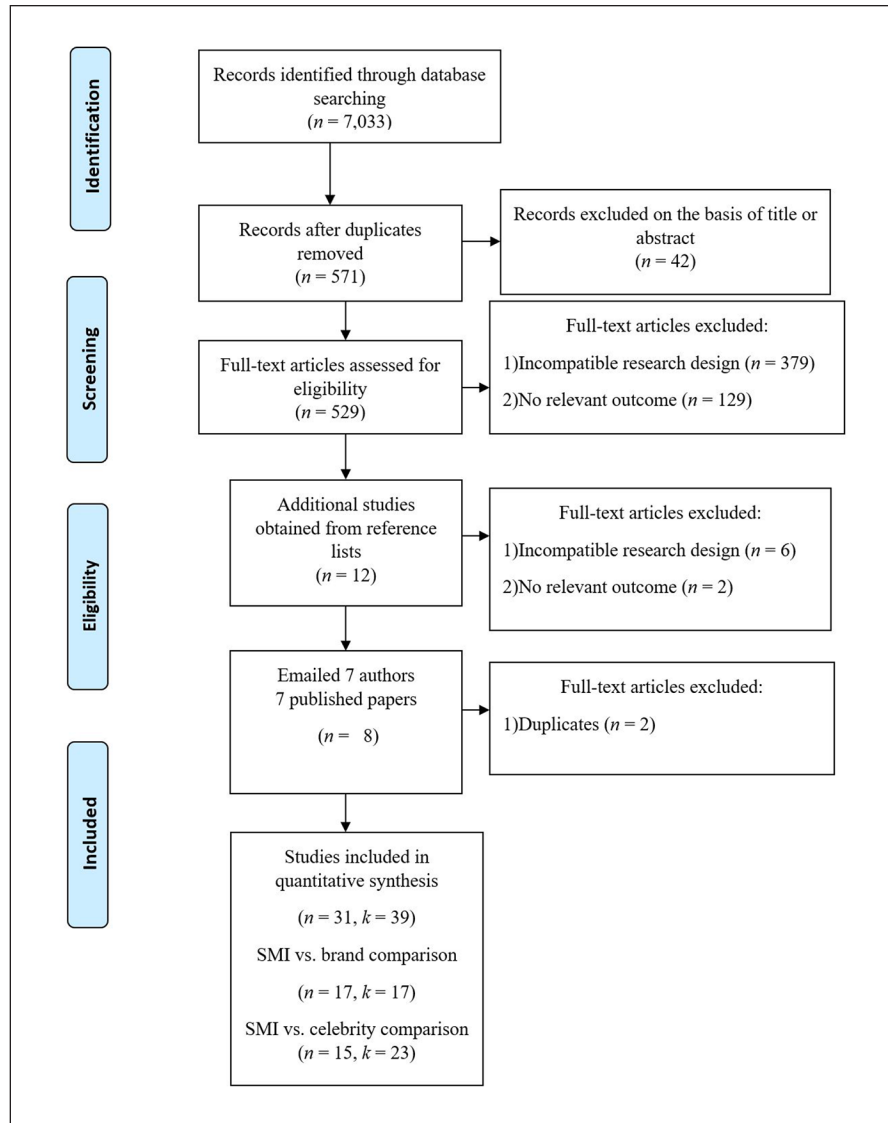 Identification
Records identified through database
searching
(n = 7,033)
Records after duplicates
removed
(n = 571)
Records excluded on the basis of title or
abstract
(n = 42)
Screening
Full-text articles assessed for
eligibility
(n = 529)
Full-text articles excluded:
1)Incompatible research design (n = 379)
2)No relevant outcome (n = 129)
Eligibility
Additional studies
obtained from reference
lists
(n = 12)
Full-text articles excluded:
1)Incompatible research design (n = 6)
2)No relevant outcome (n = 2)
Emailed 7 authors
7 published papers
(n = 8)
Full-text articles excluded:
1)Duplicates (n = 2)
Included
Studies included in
quantitative synthesis
(n = 31, k = 39)
SMI vs. brand comparison
(n = 17, k = 17)
SMI vs. celebrity comparison
(n = 15, k = 23)